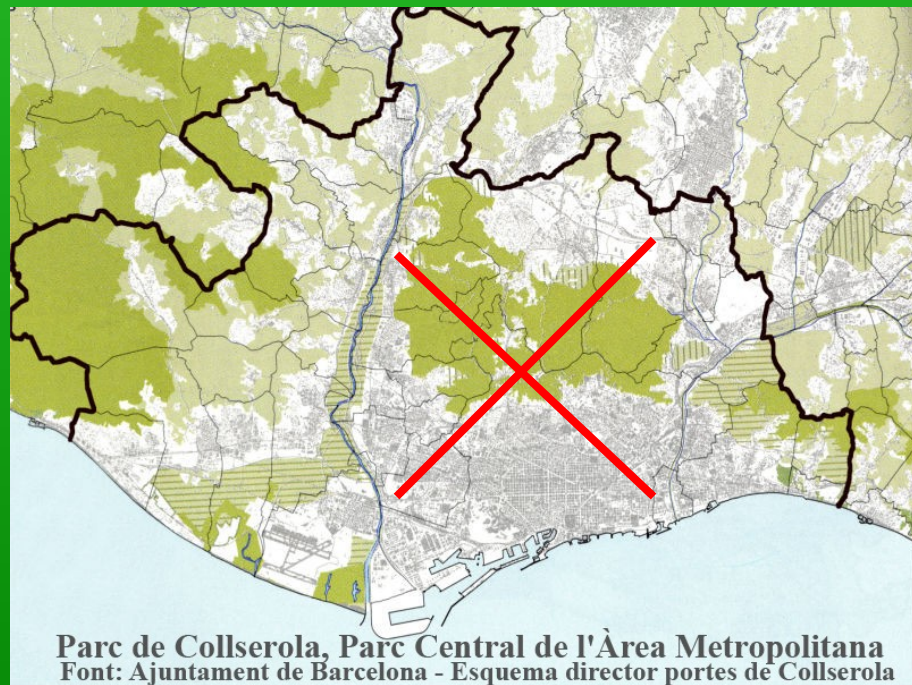 Parc de Collserola, Parc Central de l'Àrea Metropolitana
Font: Ajuntament de Barcelona - Esquema director portes de Collserola